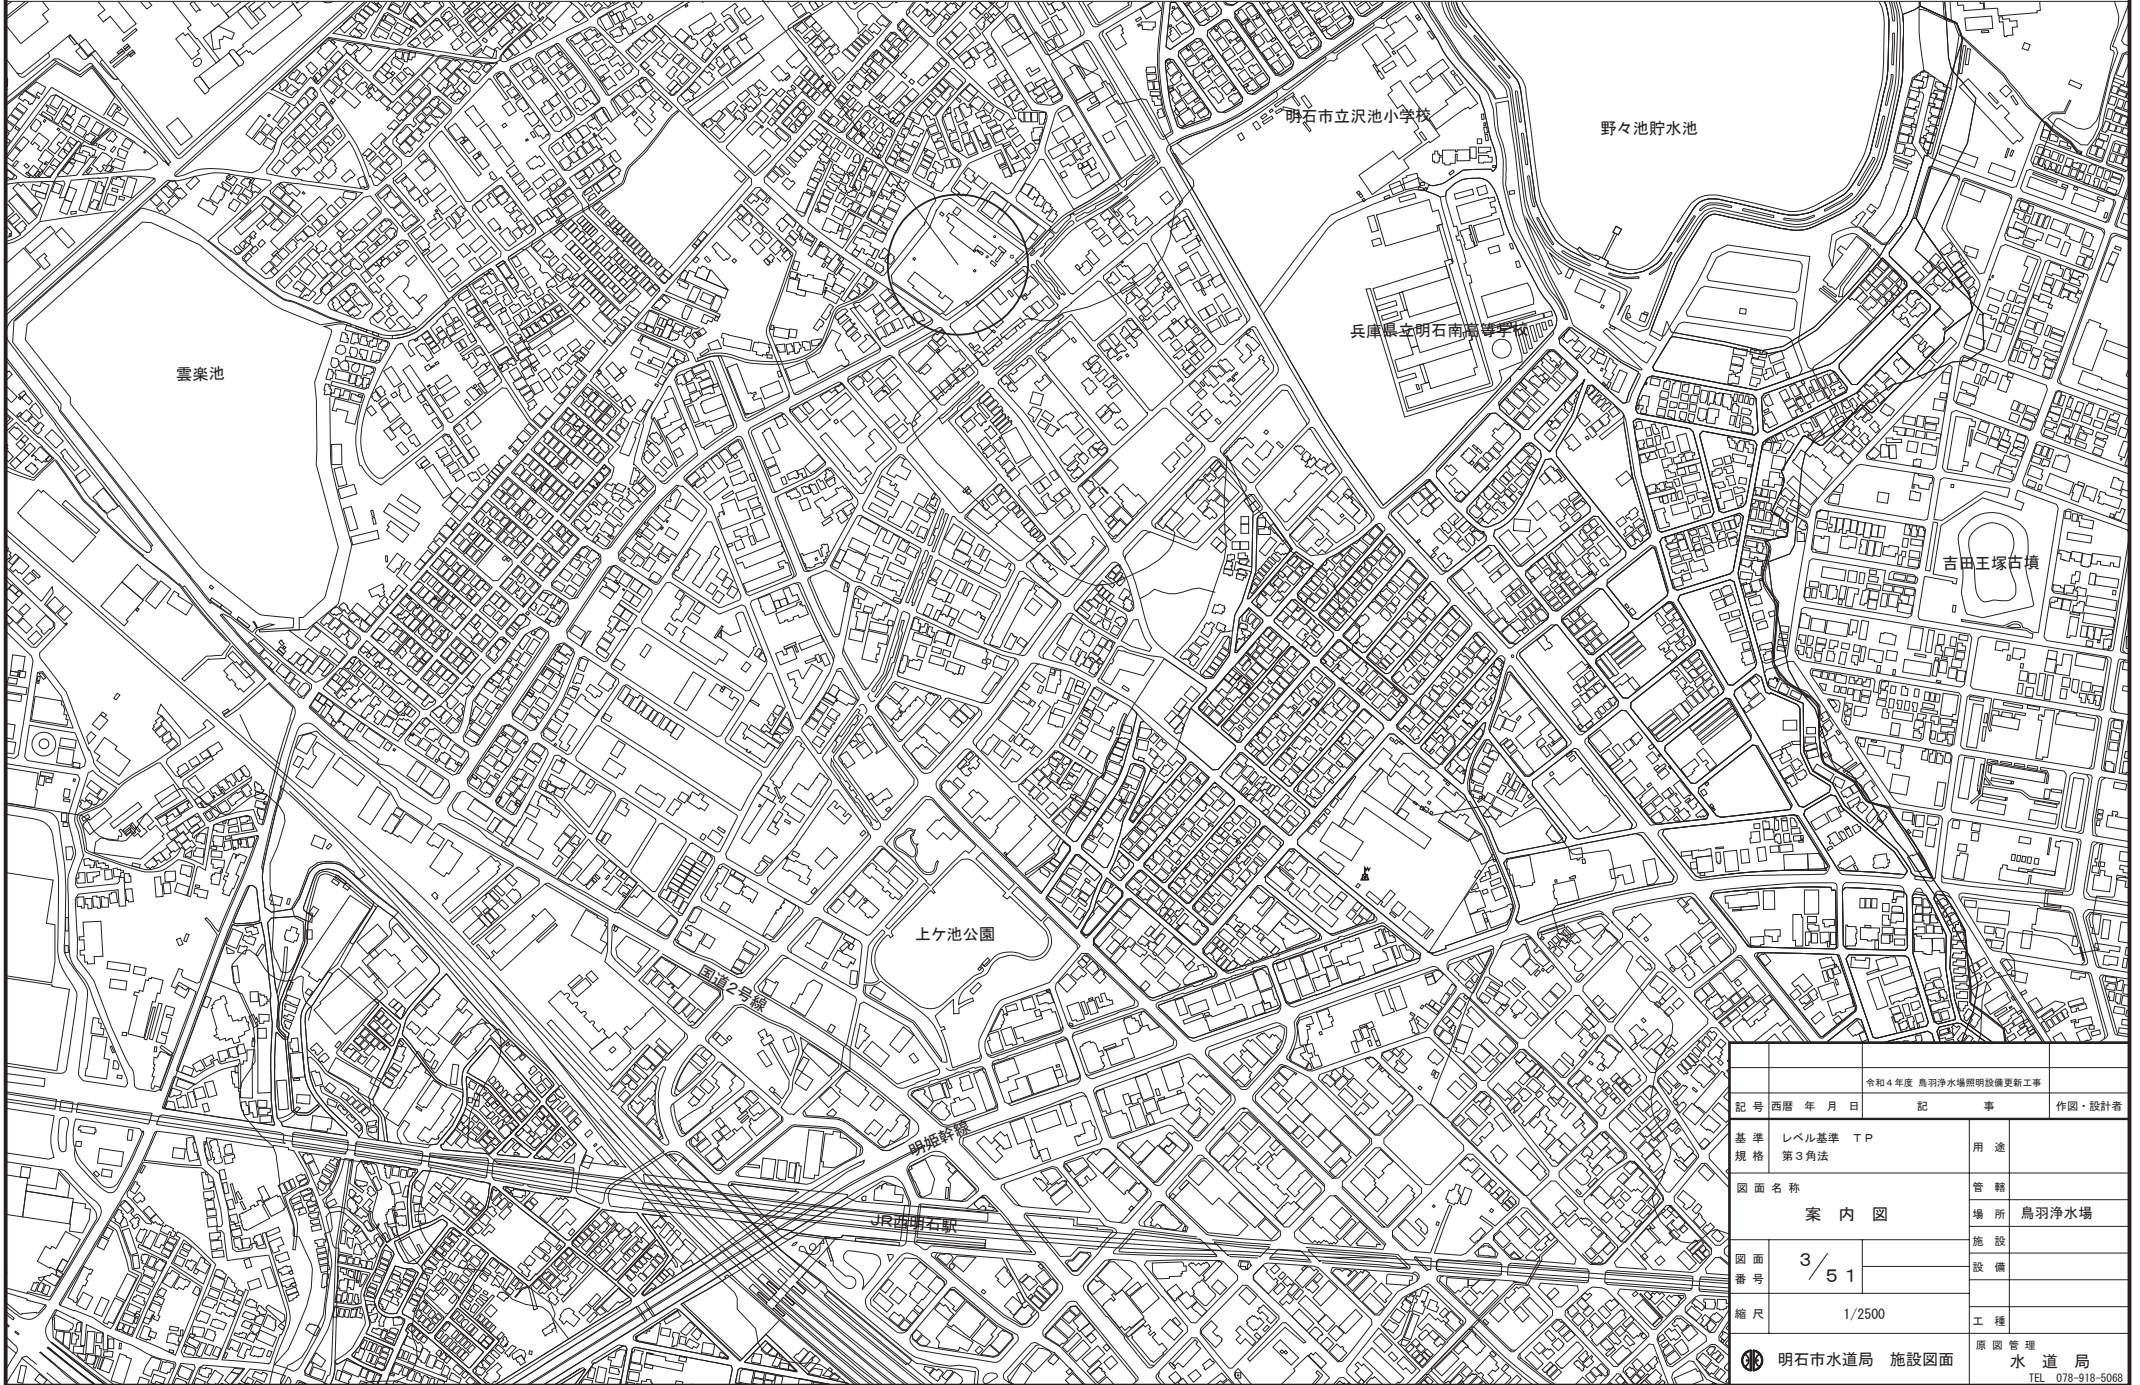 明石市立沢池小学校
野々池貯水池
兵庫県立明石南高等学校
雲楽池
吉田王塚古墳
上ケ池公園
国道2号線
明姫幹線
JR西明石駅
令和4年度 鳥羽浄水場照明設備更新工事
記号 西暦 年 月 日 記 事 作図・設計者
基準 レベル基準 TP
規格 第3角法
用途
図面名称
案内図
管轄
場所 鳥羽浄水場
施設
図面
番号
3/51
設備
縮尺 1/2500
工種
明石市水道局 施設図面
原図管理
水道局
TEL 078-918-5068